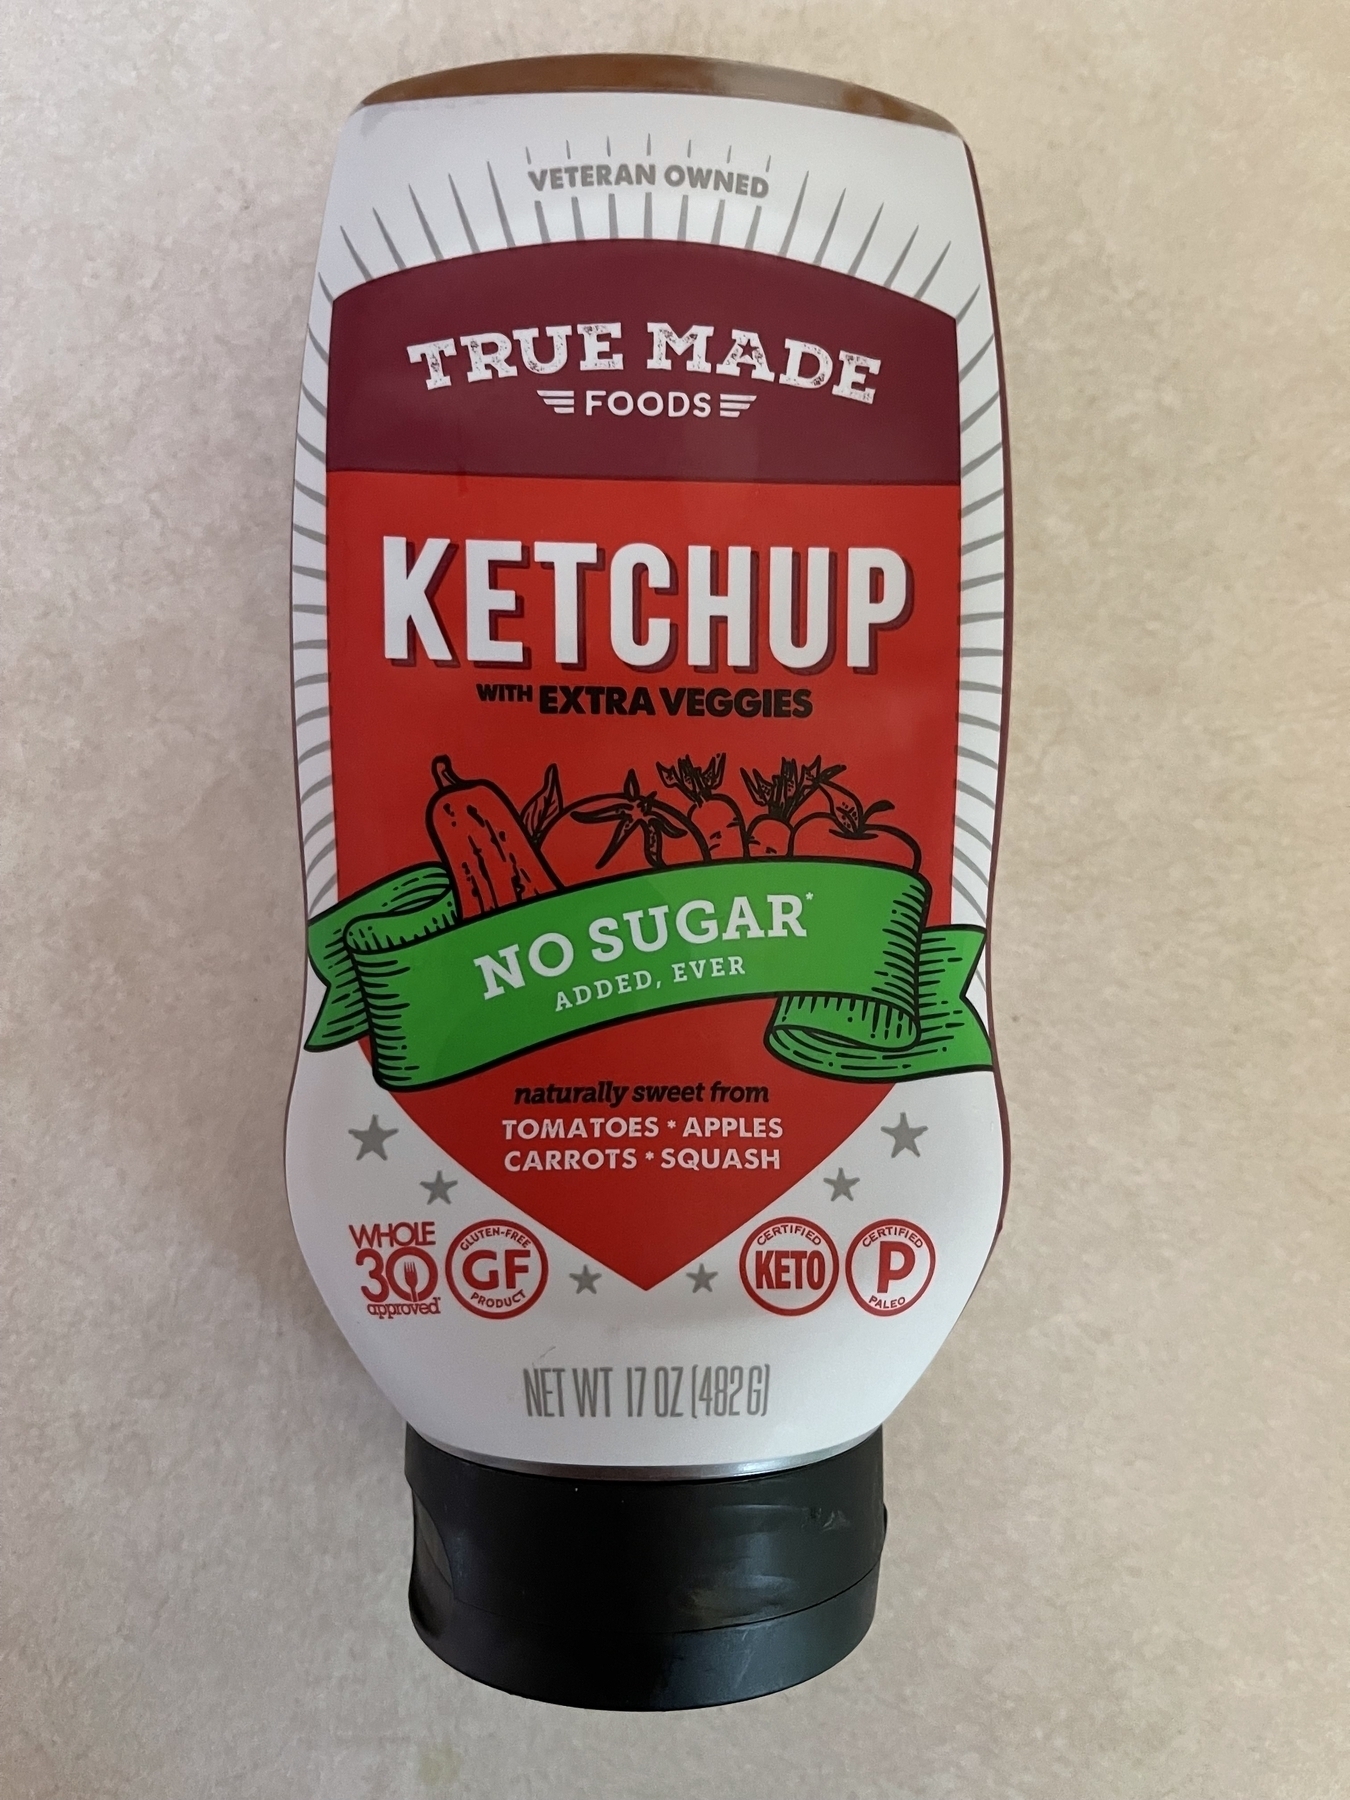 VETERAN OWNED
TRUE MADE
FOODS
KETCHUP
WITH EXTRA VEGGIES
NO SUGAR*
ADDED, EVER
naturally sweet from
TOMATOES * APPLES
CARROTS * SQUASH
WHOLE
30
approved
GLUTEN-FREE
GF
PRODUCT
CERTIFIED
KETO
CERTIFIED
P
PALEO
NET WT 17 OZ (482 G)